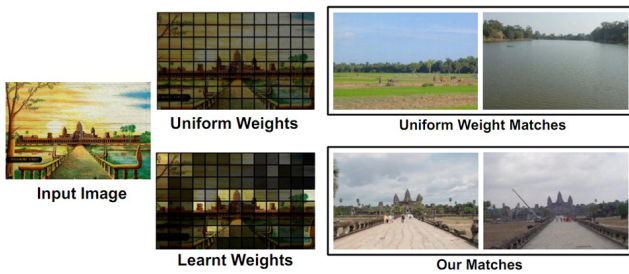 Uniform Weights
Uniform Weight Matches
Input Image
Learnt Weights
Our Matches